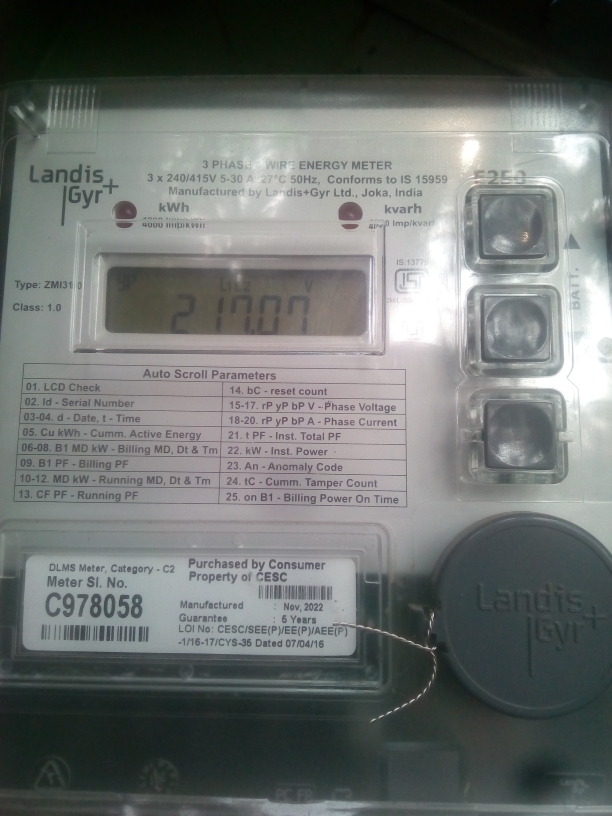 3 PHASE 4 WIRE ENERGY METER
3 x 240/415V 5-30 A 27°C 50Hz, Conforms to IS 15959
Manufactured by Landis+Gyr Ltd., Joka, India
Landis
Gyr+
E250
kWh
4000 Imp/kWh
kvarh
Imp/kvar
Type:
Class: 1.0
L1L2 V
217.07
BATT.
Auto Scroll Parameters
01. LCD Check
02. Id - Serial Number
03-04. d - Date, t - Time
05. Cu kWh - Cumm. Active Energy
06-08. B1 MD kW - Billing MD, Dt & Tm
09. B1 PF - Billing PF
10-12. MD kW - Running MD, Dt & Tm
13. CF PF - Running PF
14. bC - reset count
15-17. rP yP bP V - Phase Voltage
18-20. rP yP bP A - Phase Current
21. t PF - Inst. Total PF
22. kW - Inst. Power
23. An - Anomaly Code
24. tC - Cumm. Tamper Count
25. on B1 - Billing Power On Time
DLMS Meter, Category - C2
Meter Sl. No.
C978058
Purchased by Consumer
Property of CESC
Manufactured : Nov, 2022
Guarantee : 5 Years
LOI No: CESC/SEE(P)/EE(P)/AEE(P)
-1/16-17/CYS-36 Dated 07/04/16
Landis
Gyr+